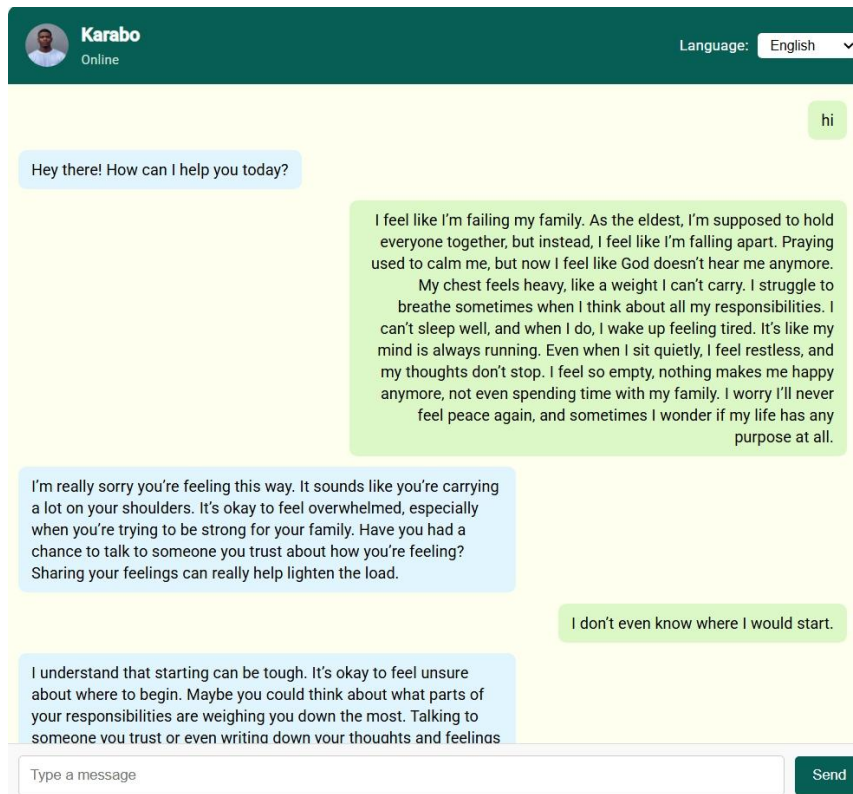 Karabo
Online
Language:
English
hi
Hey there! How can I help you today?
I feel like I’m failing my family. As the eldest, I’m supposed to hold
everyone together, but instead, I feel like I’m falling apart. Praying
used to calm me, but now I feel like God doesn’t hear me anymore.
My chest feels heavy, like a weight I can’t carry. I struggle to
breathe sometimes when I think about all my responsibilities. I
can’t sleep well, and when I do, I wake up feeling tired. It’s like my
mind is always running. Even when I sit quietly, I feel restless, and
my thoughts don’t stop. I feel so empty, nothing makes me happy
anymore, not even spending time with my family. I worry I’ll never
feel peace again, and sometimes I wonder if my life has any
purpose at all.
I’m really sorry you’re feeling this way. It sounds like you’re carrying
a lot on your shoulders. It’s okay to feel overwhelmed, especially
when you’re trying to be strong for your family. Have you had a
chance to talk to someone you trust about how you’re feeling?
Sharing your feelings can really help lighten the load.
I don’t even know where I would start.
I understand that starting can be tough. It’s okay to feel unsure
about where to begin. Maybe you could think about what parts of
your responsibilities are weighing you down the most. Talking to
someone you trust or even writing down your thoughts and feelings
Type a message
Send